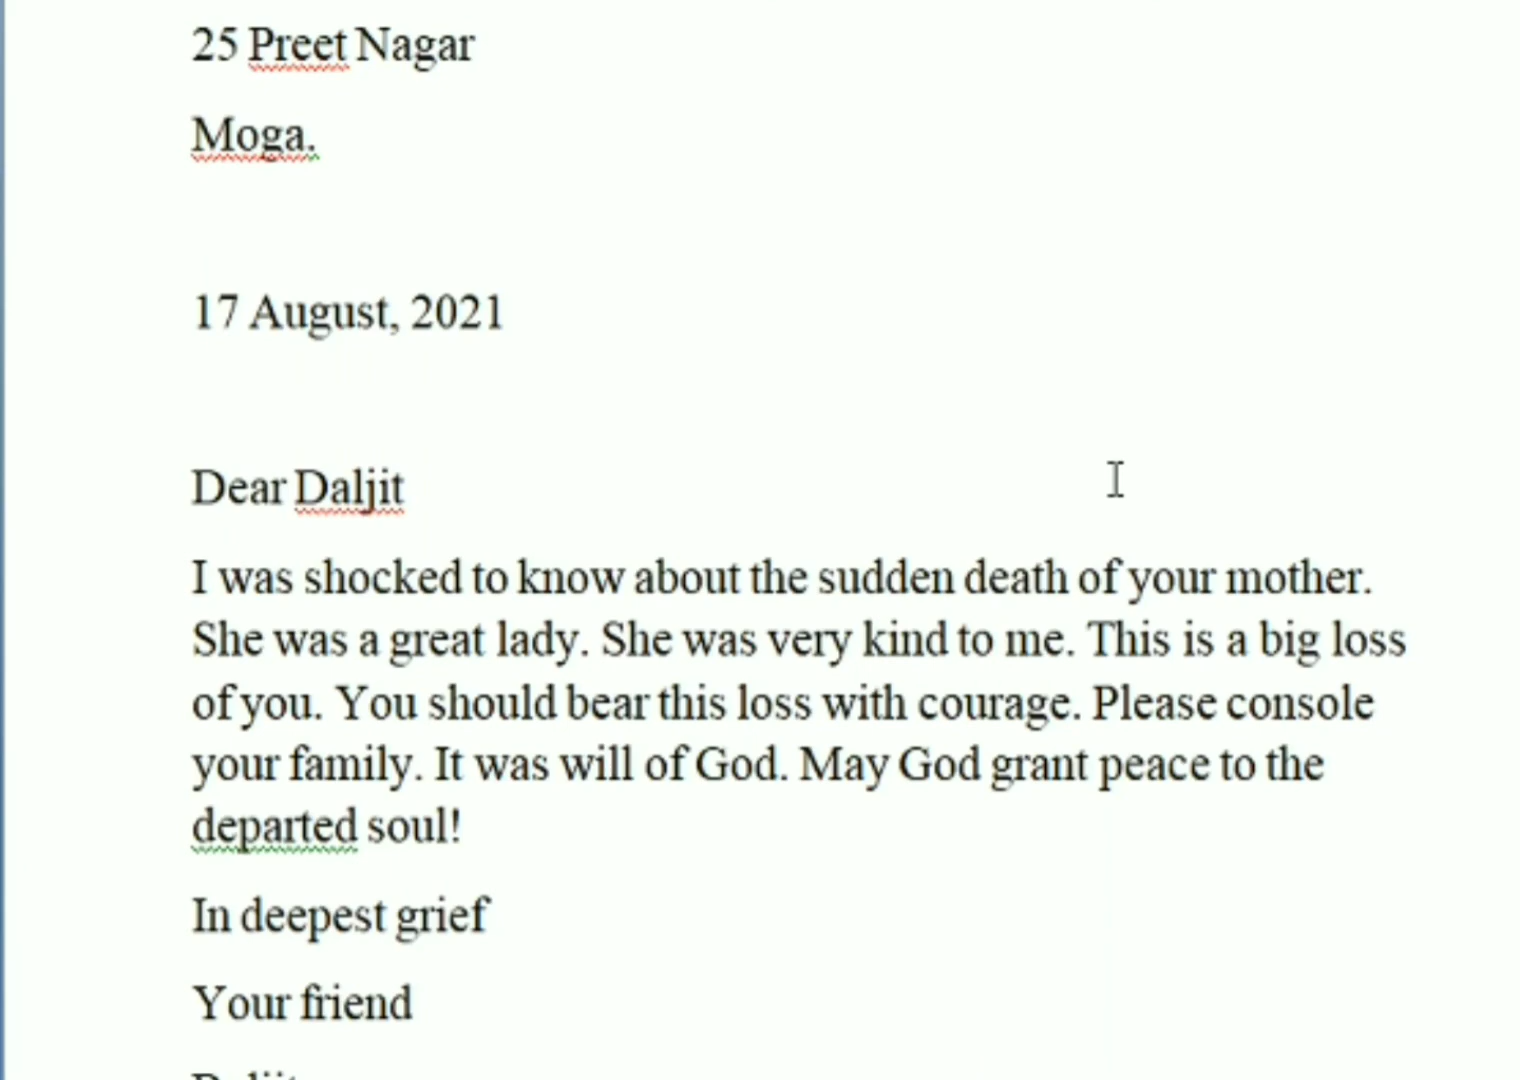 25 Preet Nagar
Moga.
17 August, 2021
Dear Daljit
I was shocked to know about the sudden death of your mother.
She was a great lady. She was very kind to me. This is a big loss
of you. You should bear this loss with courage. Please console
your family. It was will of God. May God grant peace to the
departed soul!
In deepest grief
Your friend